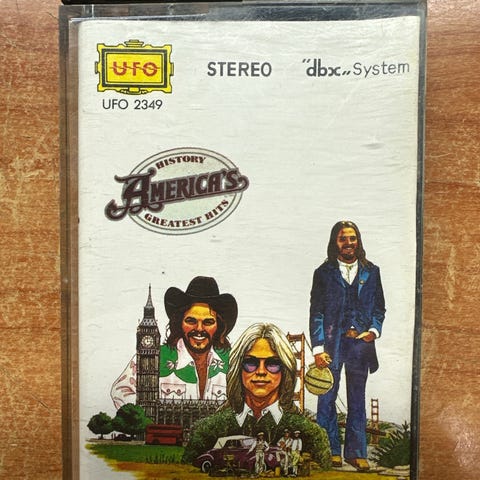 UFO
STEREO
"dbx" System
UFO 2349
HISTORY
AMERICA'S
GREATEST HITS